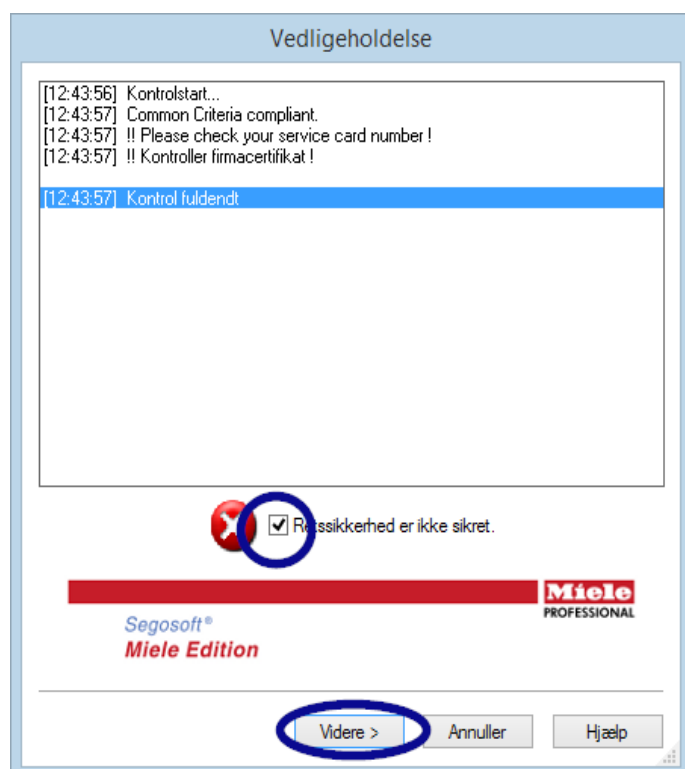 Vedligeholdelse
[12:43:56] Kontrolstart...
[12:43:57] Common Criteria compliant.
[12:43:57] !! Please check your service card number !
[12:43:57] !! Kontroller firmacertifikat !
[12:43:57] Kontrol fuldendt
Retssikkerhed er ikke sikret.
Miele
PROFESSIONAL
Segosoft®
Miele Edition
Videre >
Annuller
Hjælp